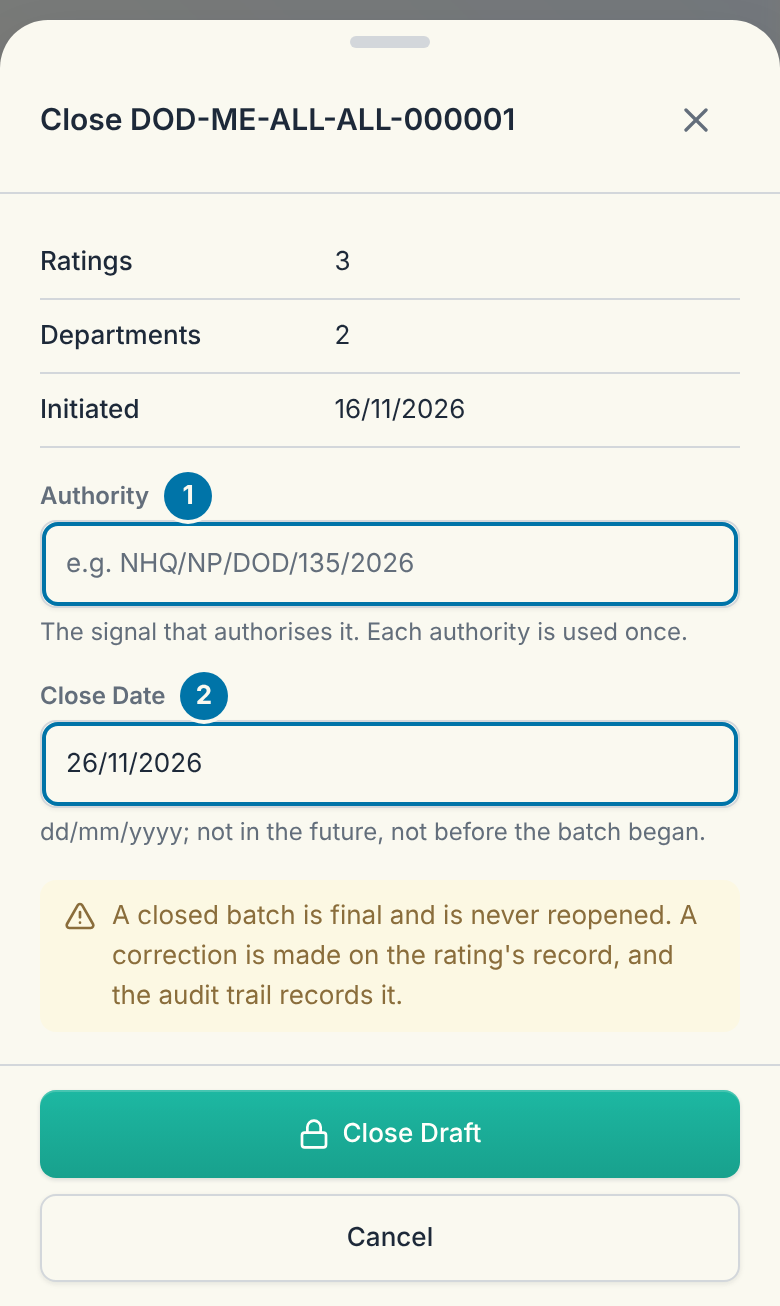 Close DOD-ME-ALL-ALL-000001
Ratings 3
Departments 2
Initiated 16/11/2026
Authority 1
e.g. NHQ/NP/DOD/135/2026
The signal that authorises it. Each authority is used once.
Close Date 2
26/11/2026
dd/mm/yyyy; not in the future, not before the batch began.
A closed batch is final and is never reopened. A
correction is made on the rating's record, and
the audit trail records it.
Close Draft
Cancel